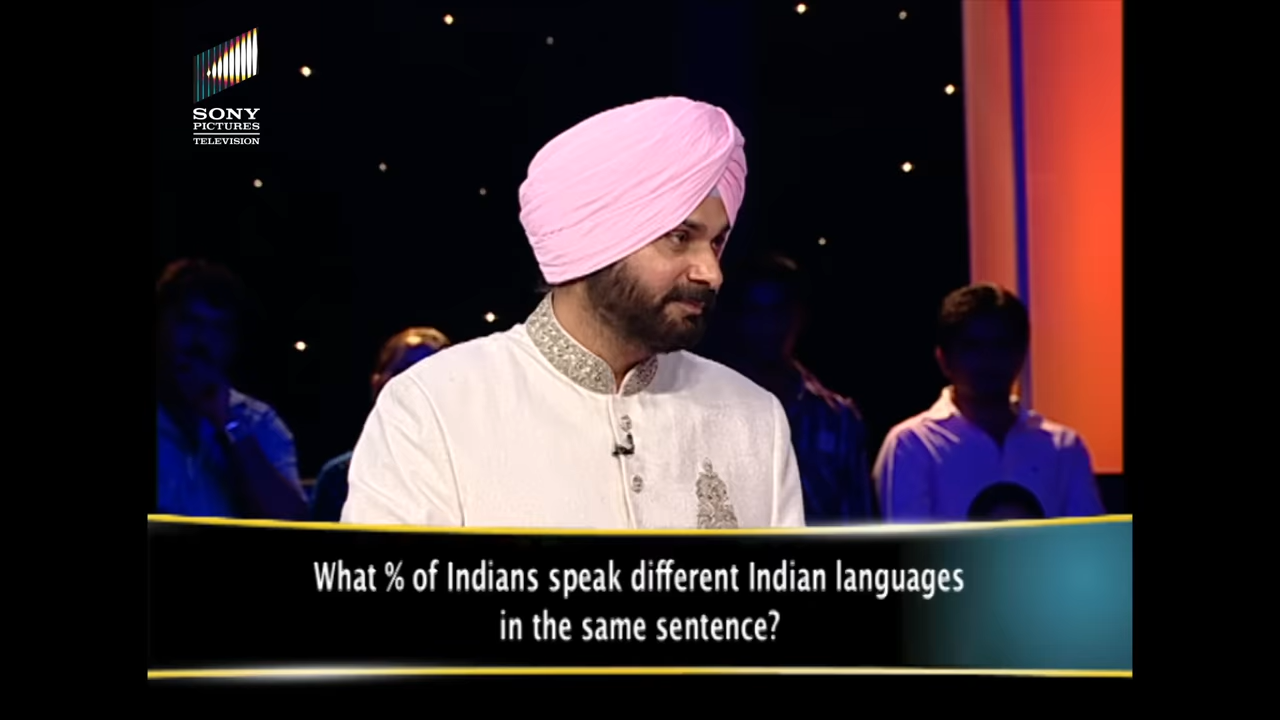 SONY
PICTURES
TELEVISION
What % of Indians speak different Indian languages
in the same sentence?